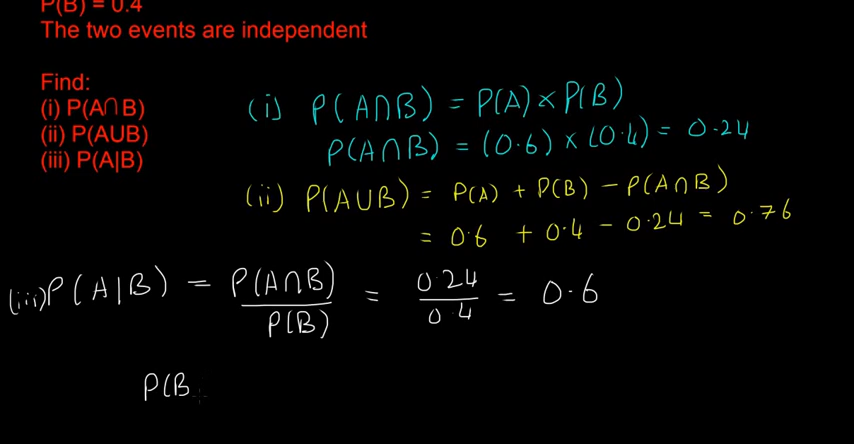 P(B) = 0.4
The two events are independent
Find:
(i) P(A∩B)
(ii) P(AUB)
(iii) P(A|B)
(i) P(A∩B) = P(A) × P(B)
P(A∩B) = (0.6) × (0.4) = 0.24
(ii) P(AUB) = P(A) + P(B) − P(A∩B)
= 0.6 + 0.4 − 0.24 = 0.76
(iii) P(A|B) = P(A∩B)/P(B) = 0.24/0.4 = 0.6
P(B